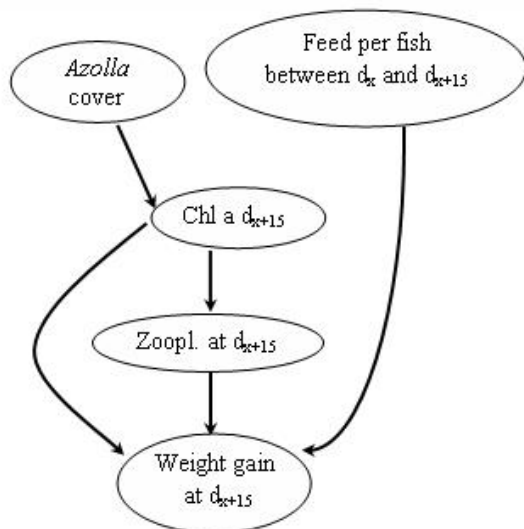 Azolla
cover
Feed per fish
between dₓ and dₓ₊₁₅
Chl a dₓ₊₁₅
Zoopl. at dₓ₊₁₅
Weight gain
at dₓ₊₁₅